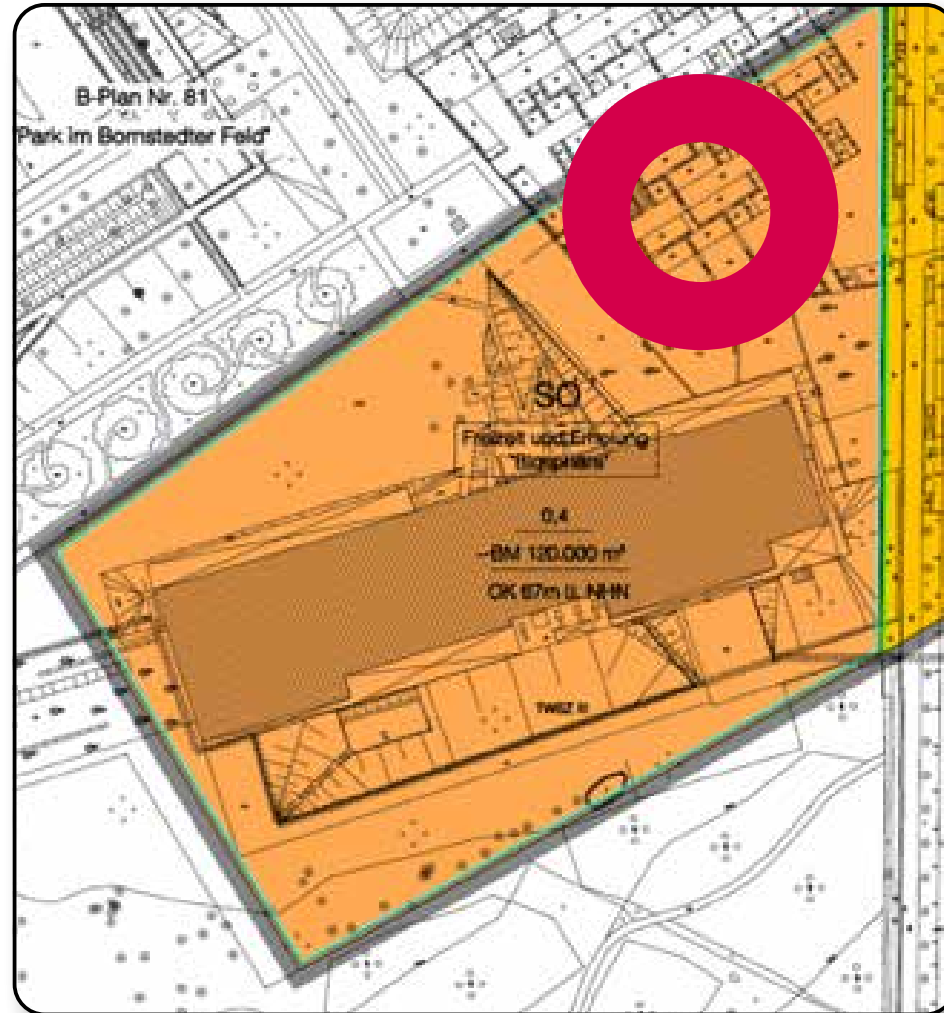 B-Plan Nr. 81
"Park im Bornstedter Feld"
SO
Freizeit und Erholung
"Biosphäre"
0,4
BM 120.000 m³
OK 67m ü. NHN